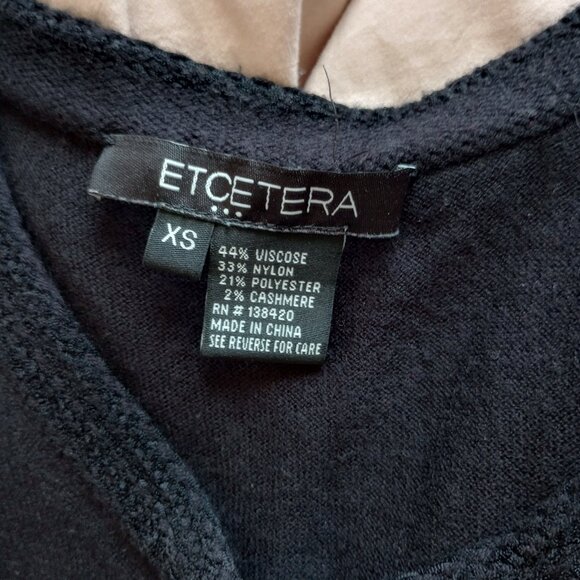 ETCETERA
XS
44% VISCOSE
33% NYLON
21% POLYESTER
2% CASHMERE
RN # 138420
MADE IN CHINA
SEE REVERSE FOR CARE